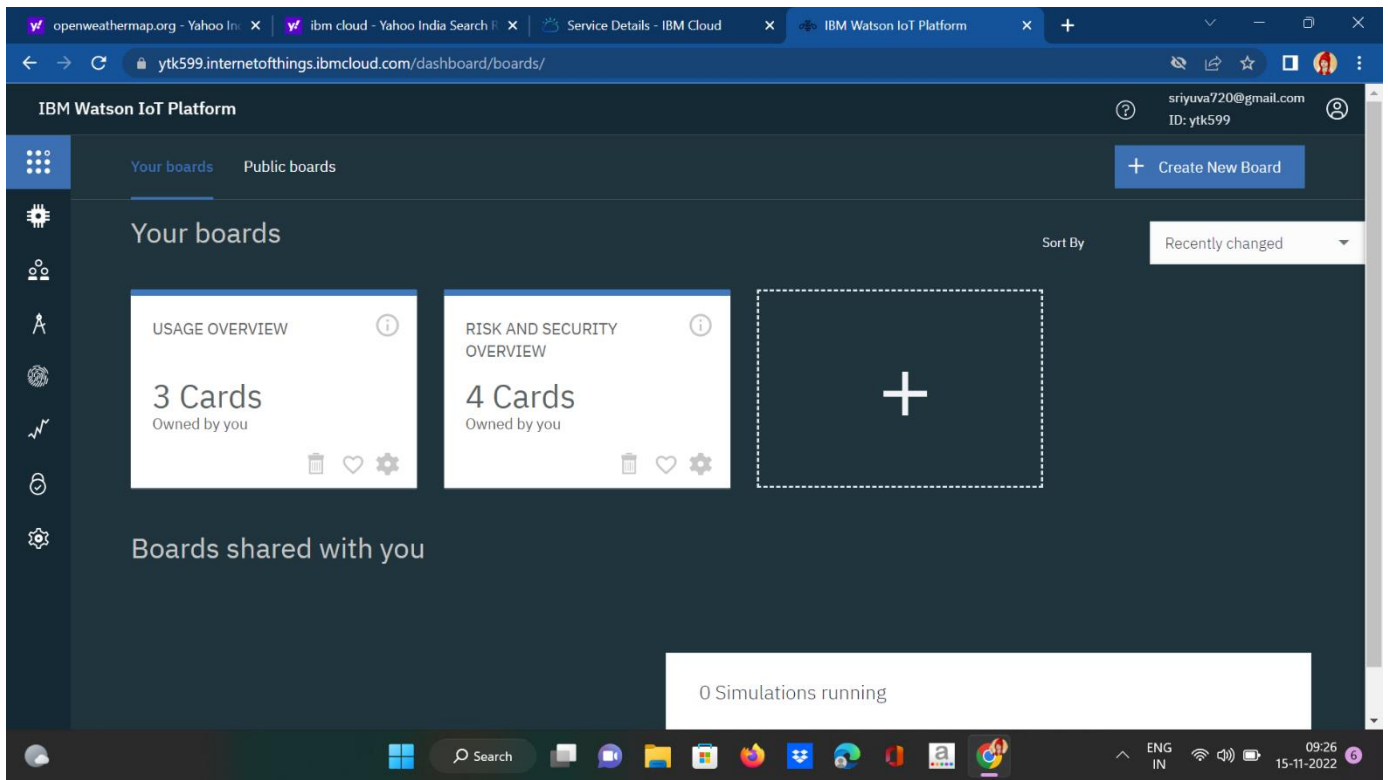 openweathermap.org - Yahoo In
ibm cloud - Yahoo India Search R
Service Details - IBM Cloud
IBM Watson IoT Platform
ytk599.internetofthings.ibmcloud.com/dashboard/boards/
IBM Watson IoT Platform
sriyuva720@gmail.com
ID: ytk599
Your boards
Public boards
Create New Board
Your boards
Sort By
Recently changed
USAGE OVERVIEW
3 Cards
Owned by you
RISK AND SECURITY
OVERVIEW
4 Cards
Owned by you
Boards shared with you
0 Simulations running
Search
ENG
IN
09:26
15-11-2022
6